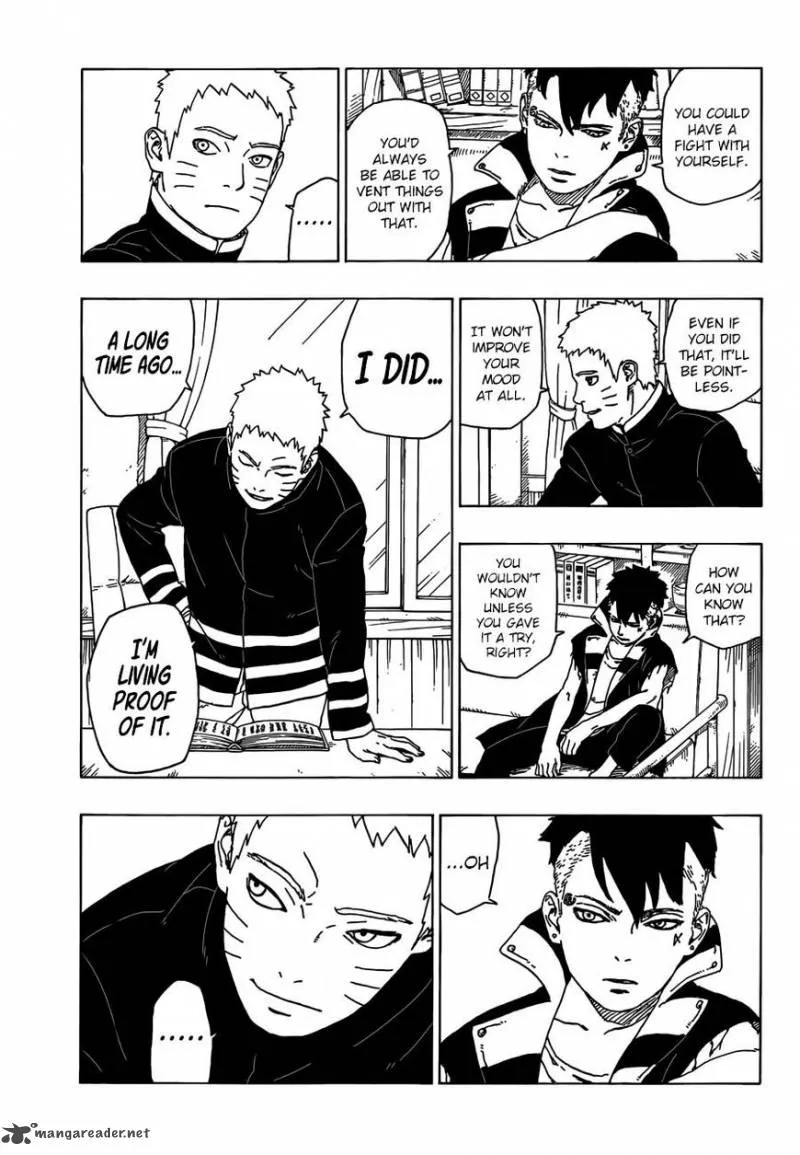 YOU COULD
HAVE A
FIGHT WITH
YOURSELF.
YOU'D
ALWAYS
BE ABLE TO
VENT THINGS
OUT WITH
THAT.
.....
EVEN IF
YOU DID
THAT, IT'LL
BE POINT-
LESS.
IT WON'T
IMPROVE
YOUR
MOOD
AT ALL.
HOW
CAN YOU
KNOW
THAT?
YOU
WOULDN'T
KNOW
UNLESS
YOU GAVE
IT A TRY,
RIGHT?
I DID...
A LONG
TIME AGO...
I'M
LIVING
PROOF
OF IT.
...OH
.....
mangareader.net